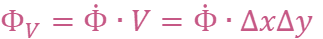 Φ_V = Φ̇ · V = Φ̇ · ΔxΔy